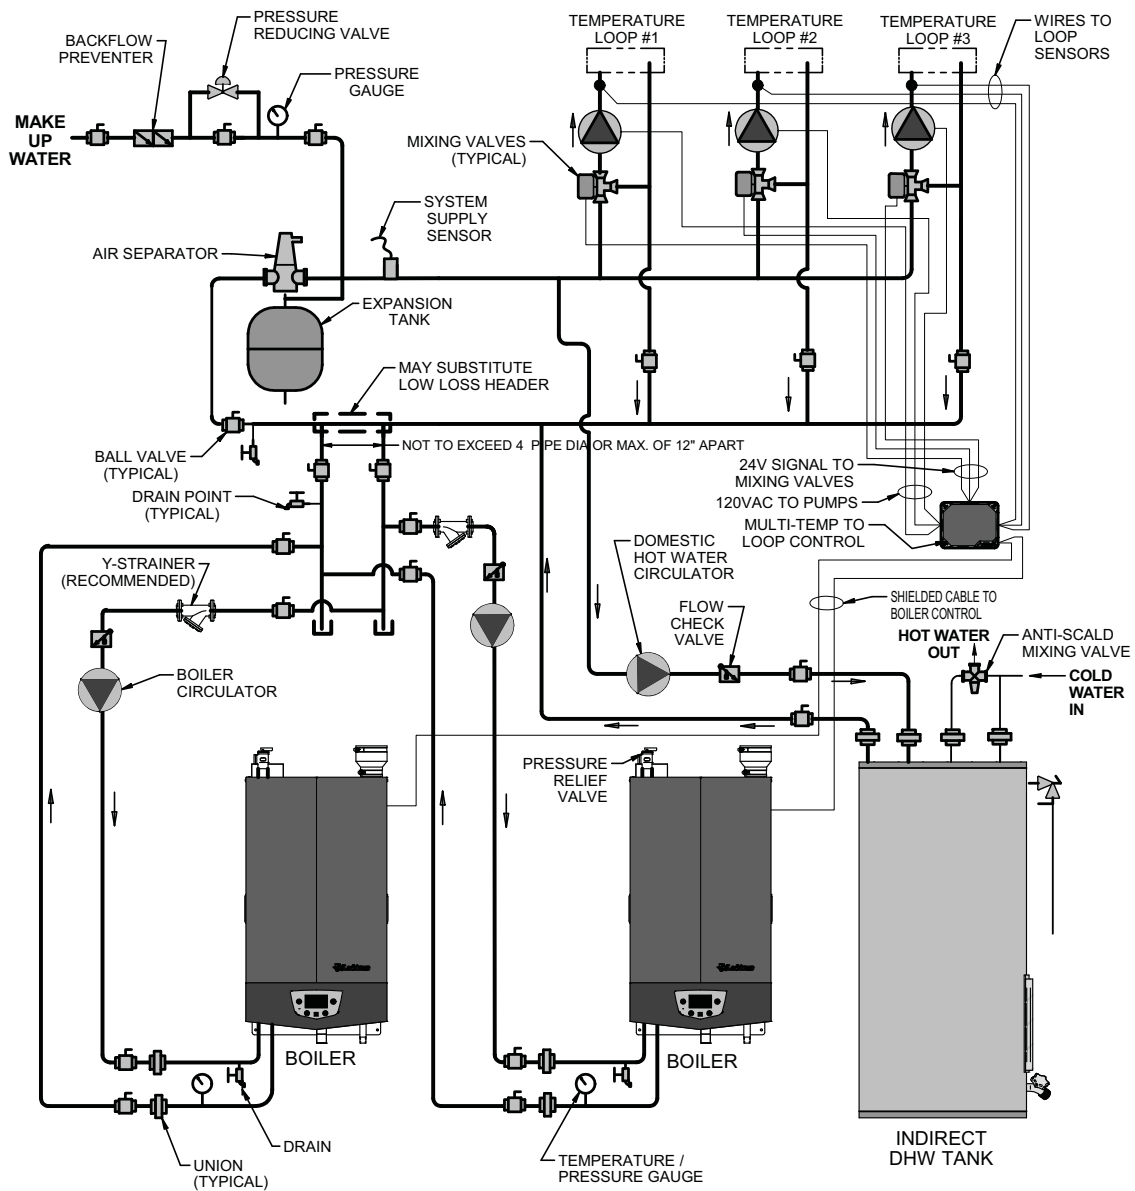 PRESSURE
REDUCING VALVE
BACKFLOW
PREVENTER
PRESSURE
GAUGE
TEMPERATURE
LOOP #1
TEMPERATURE
LOOP #2
TEMPERATURE
LOOP #3
WIRES TO
LOOP
SENSORS
MAKE
UP
WATER
MIXING VALVES
(TYPICAL)
SYSTEM
SUPPLY
SENSOR
AIR SEPARATOR
EXPANSION
TANK
MAY SUBSTITUTE
LOW LOSS HEADER
NOT TO EXCEED 4 PIPE DIA OR MAX. OF 12" APART
BALL VALVE
(TYPICAL)
24V SIGNAL TO
MIXING VALVES
120VAC TO PUMPS
MULTI-TEMP TO
LOOP CONTROL
DRAIN POINT
(TYPICAL)
Y-STRAINER
(RECOMMENDED)
DOMESTIC
HOT WATER
CIRCULATOR
FLOW
CHECK
VALVE
SHIELDED CABLE TO
BOILER CONTROL
HOT WATER
OUT
ANTI-SCALD
MIXING VALVE
COLD
WATER
IN
BOILER
CIRCULATOR
PRESSURE
RELIEF
VALVE
BOILER
BOILER
DRAIN
UNION
(TYPICAL)
TEMPERATURE /
PRESSURE GAUGE
INDIRECT
DHW TANK